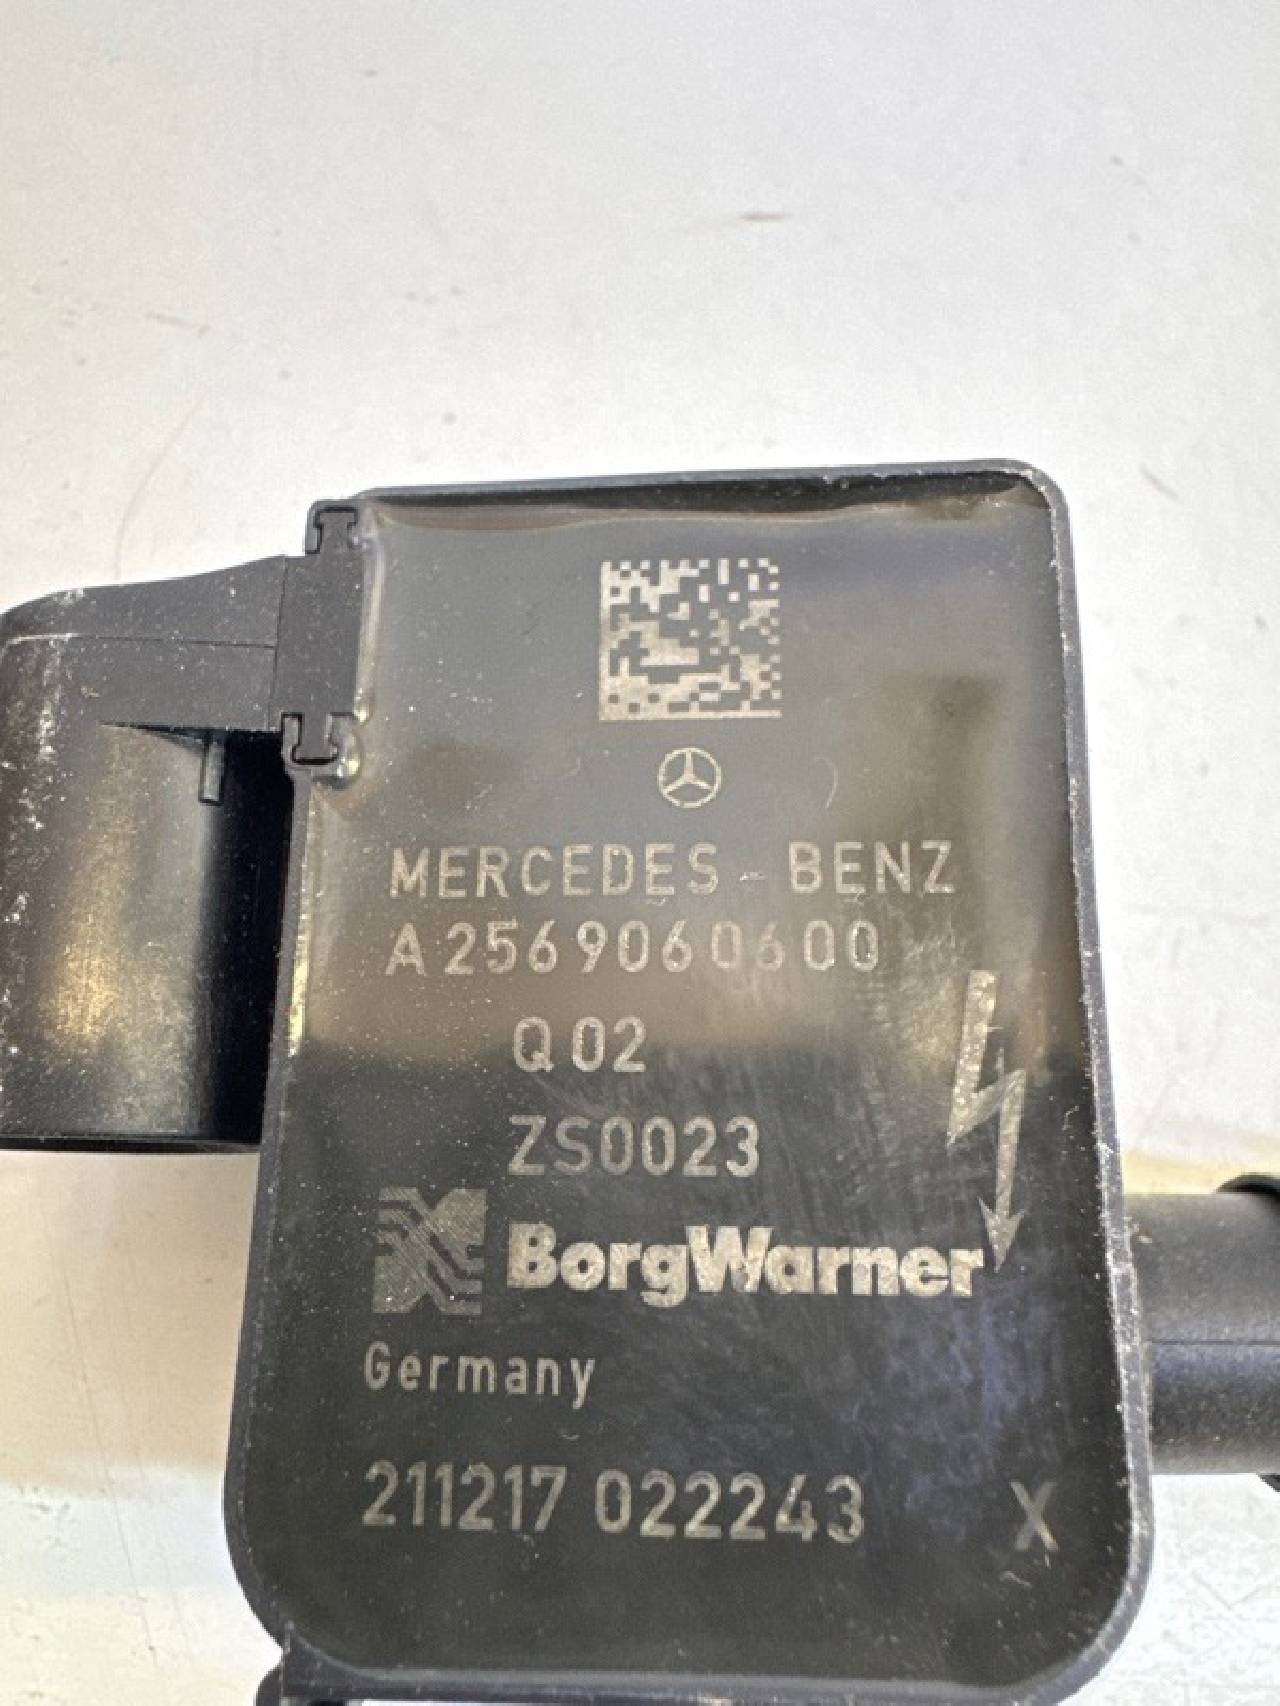 MERCEDES-BENZ
A2569060600
Q02
ZS0023
BorgWarner
Germany
211217 022243 X